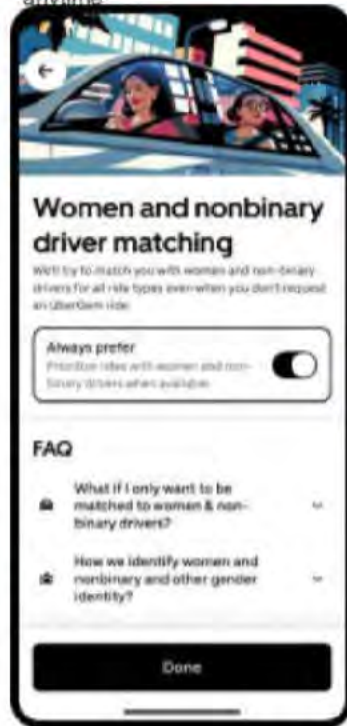 anytime
Women and nonbinary
driver matching
We'll try to match you with women and non-binary
drivers for all ride types even when you don't request
an ride
Always prefer
Prioritize rides with women and non-
binary drivers when available
FAQ
What if I only want to be
matched to women & non-
binary drivers?
How we identify women and
nonbinary and other gender
identity?
Done